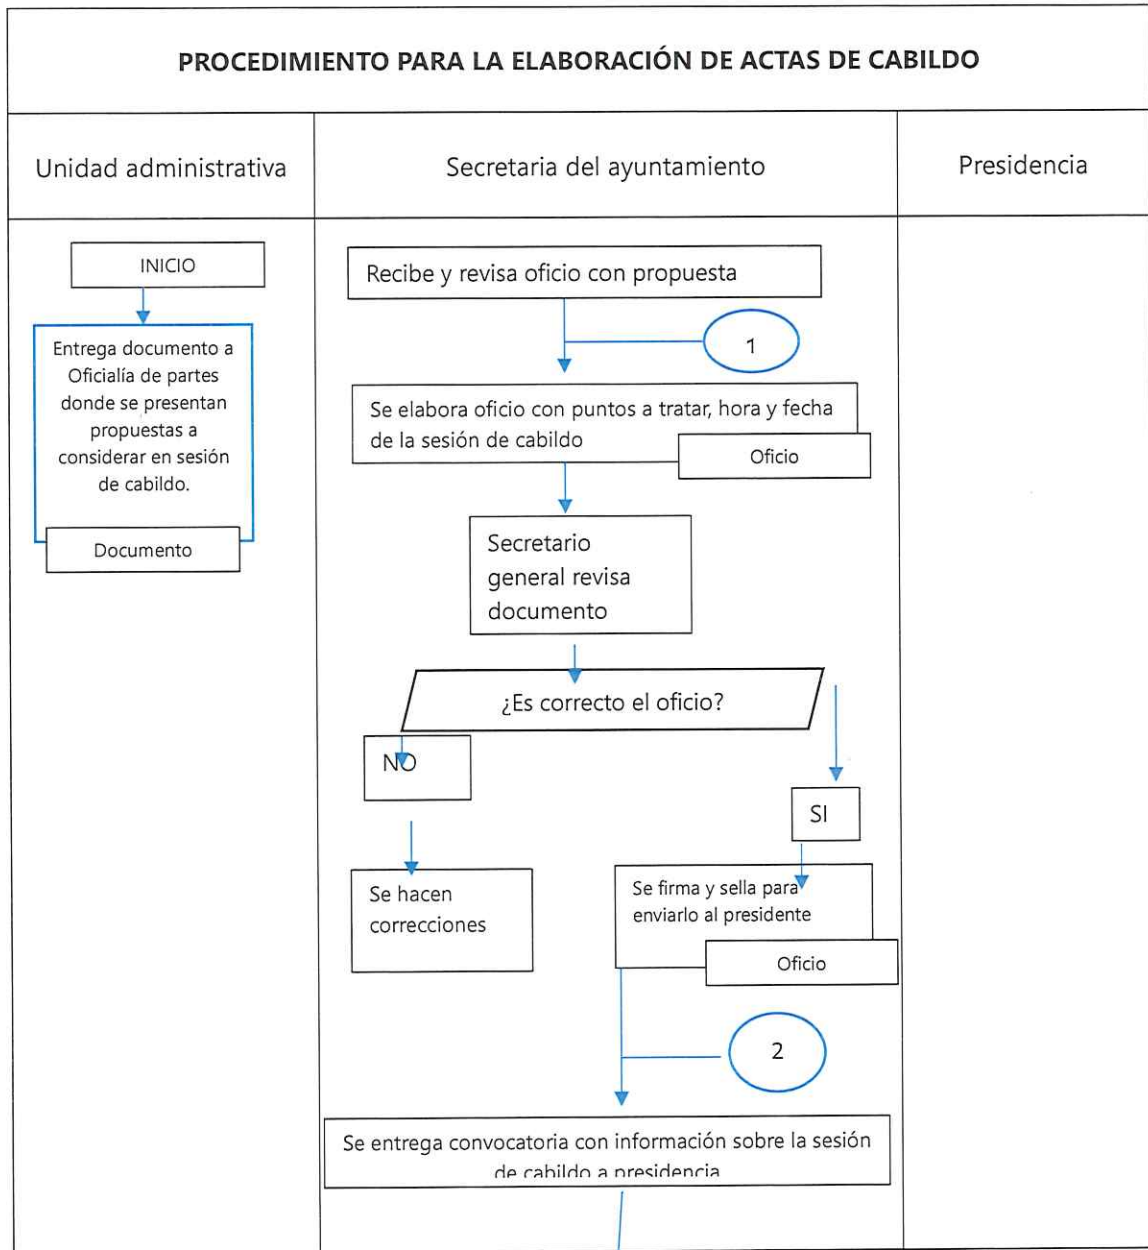 PROCEDIMIENTO PARA LA ELABORACIÓN DE ACTAS DE CABILDO
Unidad administrativa
Secretaria del ayuntamiento
Presidencia
INICIO
Entrega documento a
Oficialía de partes
donde se presentan
propuestas a
considerar en sesión
de cabildo.
Documento
Recibe y revisa oficio con propuesta
1
Se elabora oficio con puntos a tratar, hora y fecha
de la sesión de cabildo
Oficio
Secretario
general revisa
documento
¿Es correcto el oficio?
NO
SI
Se hacen
correcciones
Se firma y sella para
enviarlo al presidente
Oficio
2
Se entrega convocatoria con información sobre la sesión
de cabildo a presidencia